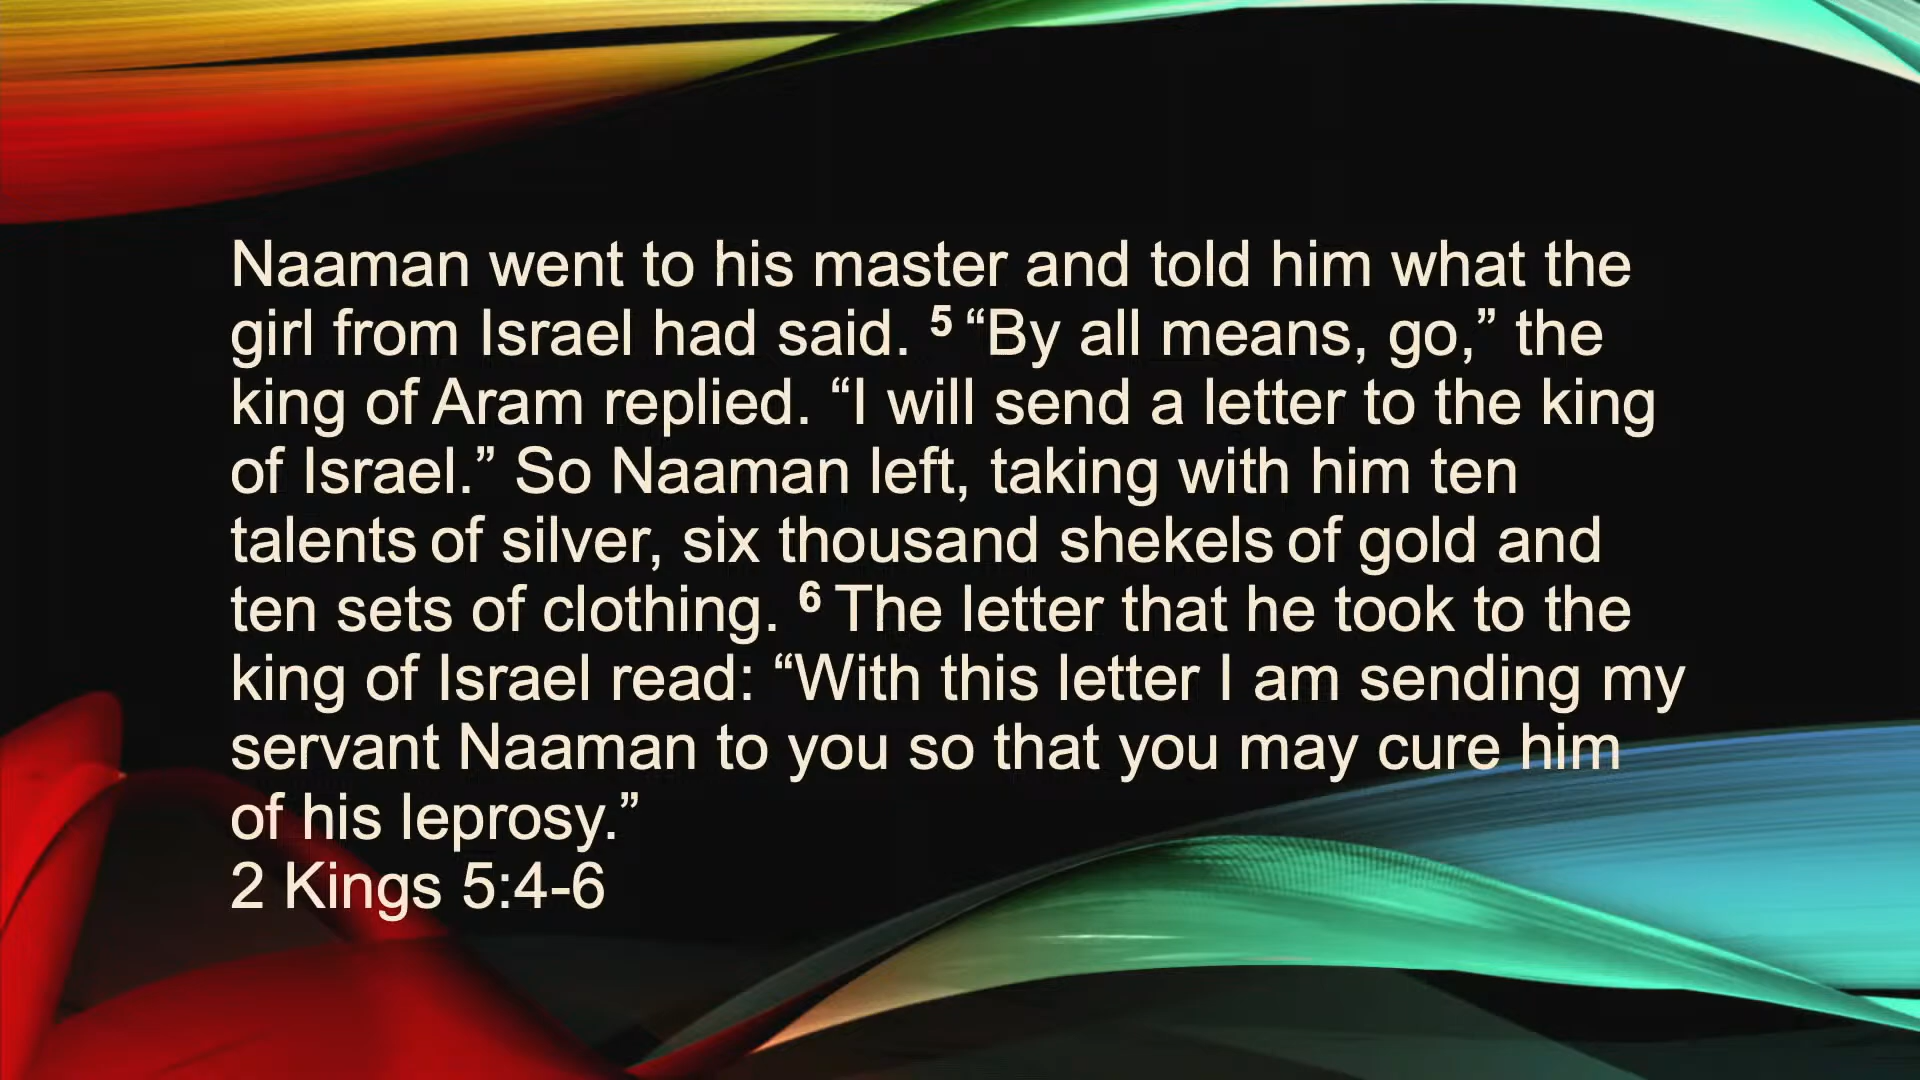 Naaman went to his master and told him what the
girl from Israel had said. 5 “By all means, go,” the
king of Aram replied. “I will send a letter to the king
of Israel.” So Naaman left, taking with him ten
talents of silver, six thousand shekels of gold and
ten sets of clothing. 6 The letter that he took to the
king of Israel read: “With this letter I am sending my
servant Naaman to you so that you may cure him
of his leprosy.”
2 Kings 5:4-6